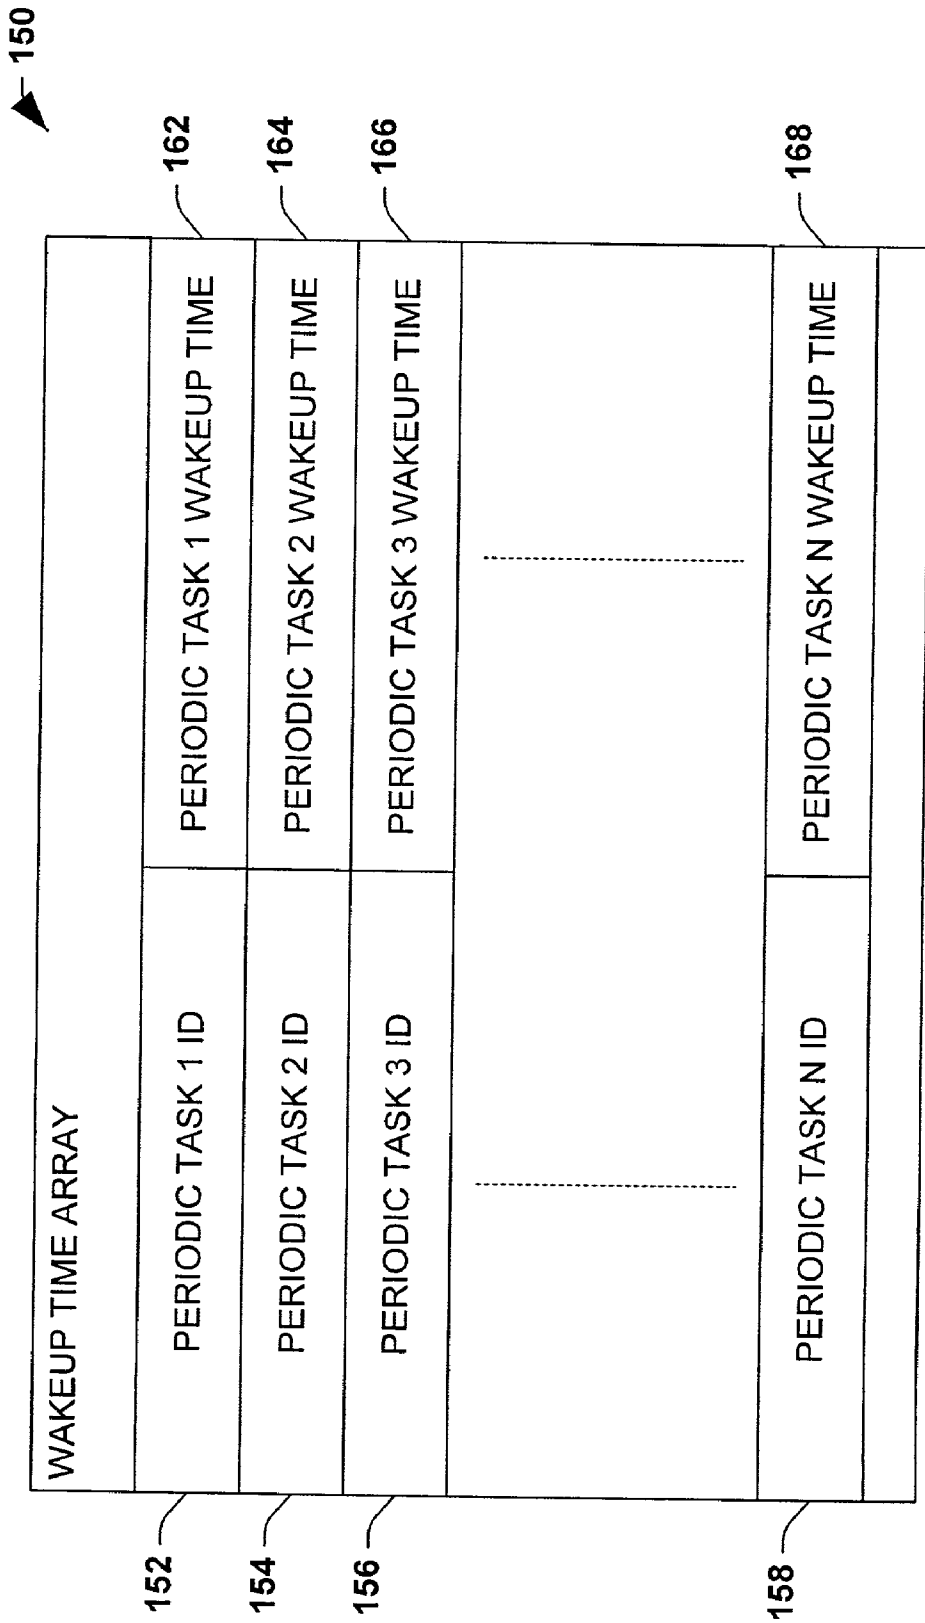 150
WAKEUP TIME ARRAY
152 PERIODIC TASK 1 ID PERIODIC TASK 1 WAKEUP TIME 162
154 PERIODIC TASK 2 ID PERIODIC TASK 2 WAKEUP TIME 164
156 PERIODIC TASK 3 ID PERIODIC TASK 3 WAKEUP TIME 166
158 PERIODIC TASK N ID PERIODIC TASK N WAKEUP TIME 168